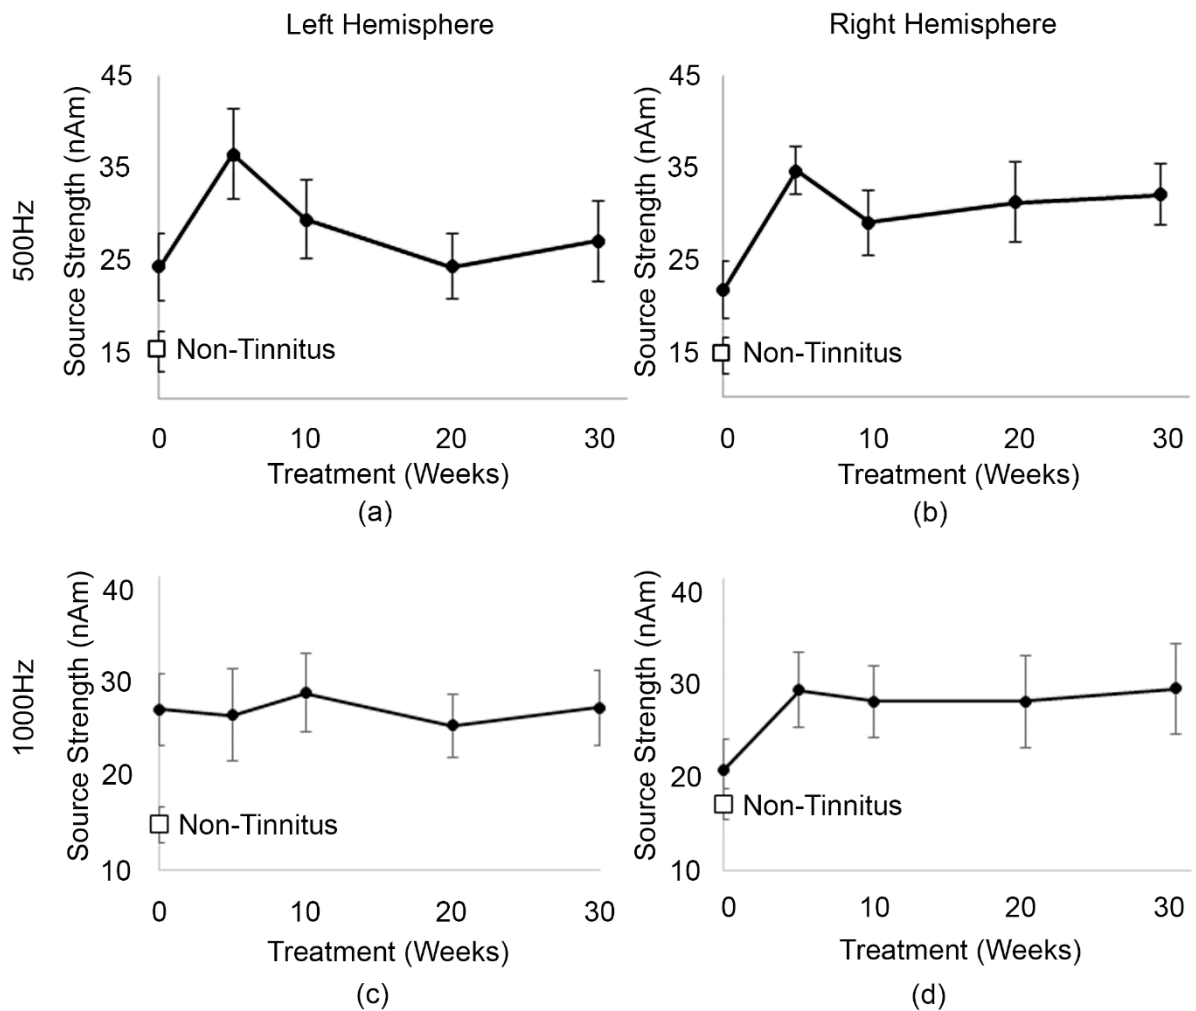 Left Hemisphere
Right Hemisphere
500Hz
Source Strength (nAm)
45
35
25
15
Non-Tinnitus
0 10 20 30
Treatment (Weeks)
(a)
Source Strength (nAm)
45
35
25
15
Non-Tinnitus
0 10 20 30
Treatment (Weeks)
(b)
1000Hz
Source Strength (nAm)
40
30
20
10
Non-Tinnitus
0 10 20 30
Treatment (Weeks)
(c)
Source Strength (nAm)
40
30
20
10
Non-Tinnitus
0 10 20 30
Treatment (Weeks)
(d)